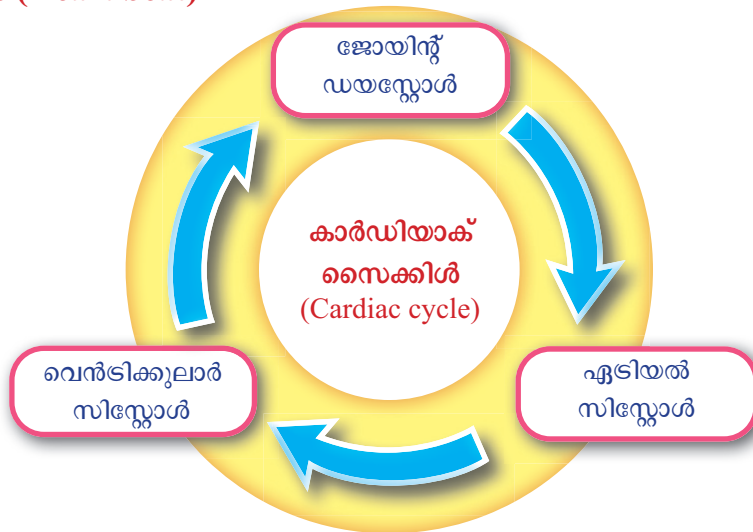 ജോയിന്റ്
ഡയസ്റ്റോൾ
കാർഡിയാക്
സൈക്കിൾ
(Cardiac cycle)
വെൻട്രിക്കുലാർ
സിസ്റ്റോൾ
ഏട്രിയൽ
സിസ്റ്റോൾ